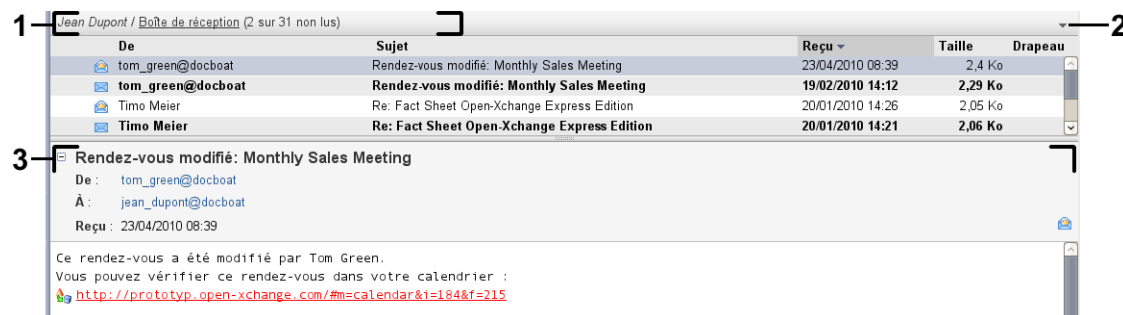 1 Jean Dupont / Boîte de réception (2 sur 31 non lus) 2
De Sujet Reçu Taille Drapeau
tom_green@docboat Rendez-vous modifié: Monthly Sales Meeting 23/04/2010 08:39 2,4 Ko
tom_green@docboat Rendez-vous modifié: Monthly Sales Meeting 19/02/2010 14:12 2,29 Ko
Timo Meier Re: Fact Sheet Open-Xchange Express Edition 20/01/2010 14:26 2,05 Ko
Timo Meier Re: Fact Sheet Open-Xchange Express Edition 20/01/2010 14:21 2,06 Ko
3 Rendez-vous modifié: Monthly Sales Meeting
De : tom_green@docboat
À : jean_dupont@docboat
Reçu : 23/04/2010 08:39
Ce rendez-vous a été modifié par Tom Green.
Vous pouvez vérifier ce rendez-vous dans votre calendrier :
http://prototyp.open-xchange.com/#m=calendar&i=184&f=215